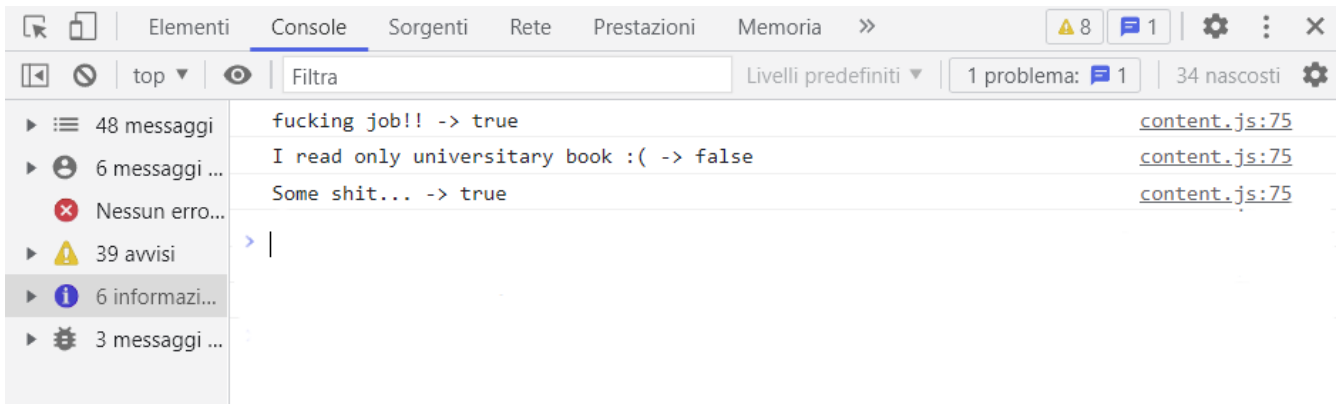 Elementi Console Sorgenti Rete Prestazioni Memoria » 8 1
top ▼ Filtra Livelli predefiniti ▼ 1 problema: 1 34 nascosti
48 messaggi
6 messaggi ...
Nessun erro...
39 avvisi
6 informazi...
3 messaggi ...
fucking job!! -> true content.js:75
I read only universitary book :( -> false content.js:75
Some shit... -> true content.js:75
>